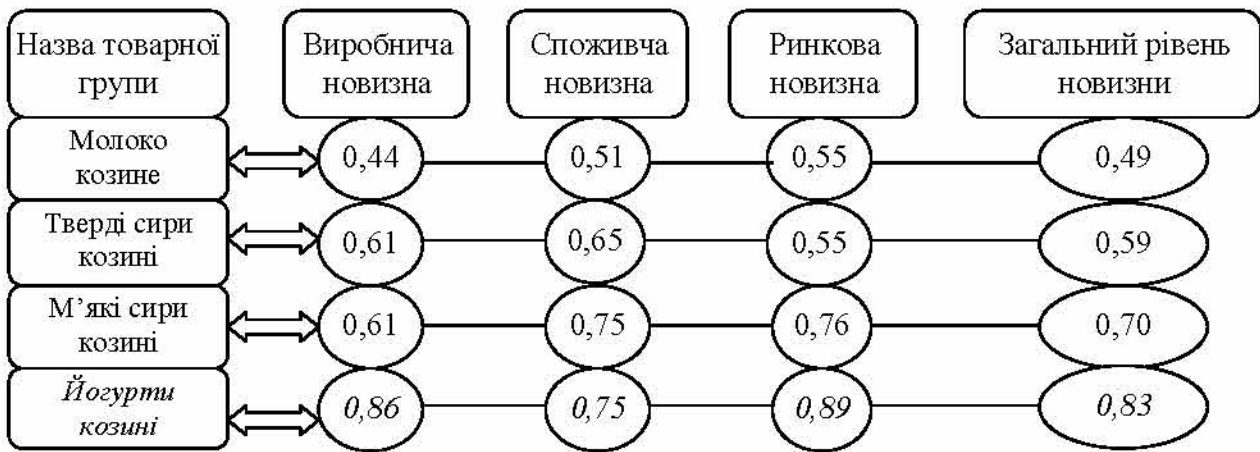 Назва товарної
групи
Виробнича
новизна
Споживча
новизна
Ринкова
новизна
Загальний рівень
новизни
Молоко
козине
0,44
0,51
0,55
0,49
Тверді сири
козині
0,61
0,65
0,55
0,59
М’які сири
козині
0,61
0,75
0,76
0,70
Йогурти
козині
0,86
0,75
0,89
0,83